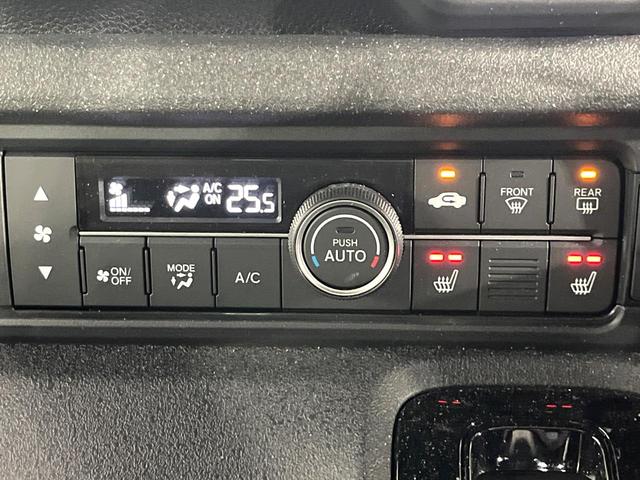 A/C
ON
25.5
FRONT
REAR
PUSH
AUTO
ON/
OFF
MODE
A/C